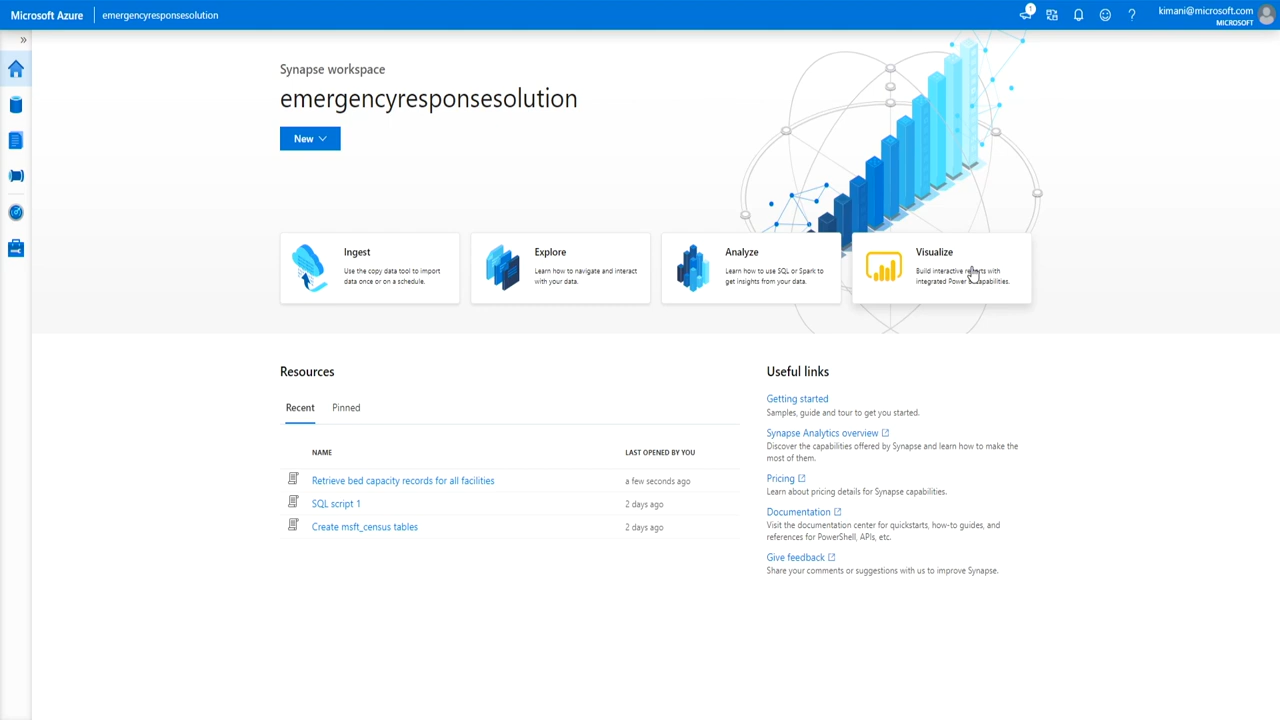 Microsoft Azure
emergencyresponsesolution
1
kimani@microsoft.com
MICROSOFT
»
Synapse workspace
emergencyresponsesolution
New
Ingest
Use the copy data tool to import
data once or on a schedule.
Explore
Learn how to navigate and interact
with your data.
Analyze
Learn how to use SQL or Spark to
get insights from your data.
Visualize
Build interactive reports with
integrated Power capabilities.
Resources
Recent
Pinned
NAME
LAST OPENED BY YOU
Retrieve bed capacity records for all facilities
a few seconds ago
SQL script 1
2 days ago
Create msft_census tables
2 days ago
Useful links
Getting started
Samples, guide and tour to get you started.
Synapse Analytics overview
Discover the capabilities offered by Synapse and learn how to make the
most of them.
Pricing
Learn about pricing details for Synapse capabilities.
Documentation
Visit the documentation center for quickstarts, how-to guides, and
references for PowerShell, APIs, etc.
Give feedback
Share your comments or suggestions with us to improve Synapse.